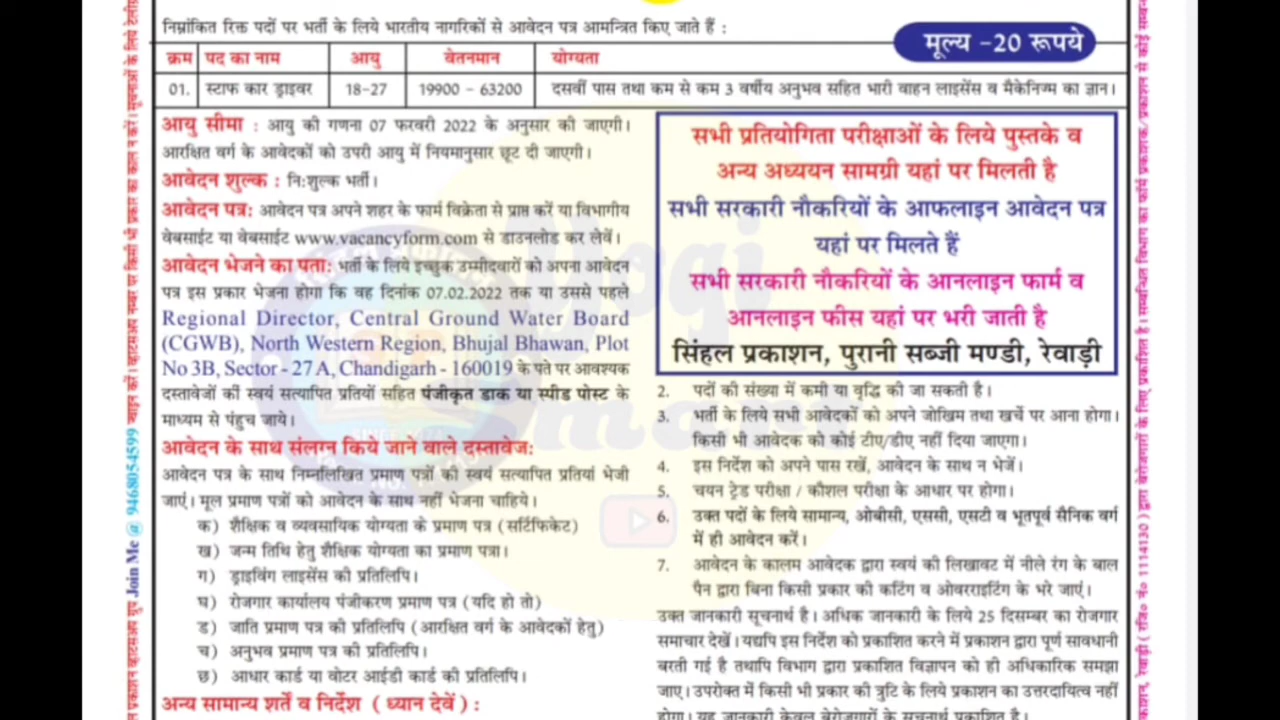 निम्नांकित रिक्त पदों पर भर्ती के लिये भारतीय नागरिकों से आवेदन पत्र आमन्त्रित किए जाते हैं :
मूल्य -20 रूपये
क्रम पद का नाम आयु वेतनमान योग्यता
01. स्टाफ कार ड्राइवर 18-27 19900 - 63200 दसवीं पास तथा कम से कम 3 वर्षीय अनुभव सहित भारी वाहन लाइसेंस व मैकेनिज्म का ज्ञान।
आयु सीमा : आयु की गणना 07 फरवरी 2022 के अनुसार की जाएगी।
आरक्षित वर्ग के आवेदकों को उपरी आयु में नियमानुसार छूट दी जाएगी।
आवेदन शुल्क : नि:शुल्क भर्ती।
आवेदन पत्र: आवेदन पत्र अपने शहर के फार्म विक्रेता से प्राप्त करें या विभागीय
वेबसाईट या वेबसाईट www.vacancyform.com से डाउनलोड कर लेवें।
आवेदन भेजने का पता: भर्ती के लिये इच्छुक उम्मीदवारों को अपना आवेदन
पत्र इस प्रकार भेजना होगा कि वह दिनांक 07.02.2022 तक या उससे पहले
Regional Director, Central Ground Water Board
(CGWB), North Western Region, Bhujal Bhawan, Plot
No 3B, Sector - 27A, Chandigarh - 160019 के पते पर आवश्यक
दस्तावेजों की स्वयं सत्यापित प्रतियों सहित पंजीकृत डाक या स्पीड पोस्ट के
माध्यम से पंहुच जाये।
आवेदन के साथ संलग्न किये जाने वाले दस्तावेज:
आवेदन पत्र के साथ निम्नलिखित प्रमाण पत्रों की स्वयं सत्यापित प्रतियां भेजी
जाएं। मूल प्रमाण पत्रों को आवेदन के साथ नहीं भेजना चाहिये।
क) शैक्षिक व व्यवसायिक योग्यता के प्रमाण पत्र (सर्टिफिकेट)
ख) जन्म तिथि हेतु शैक्षिक योग्यता का प्रमाण पत्रा।
ग) ड्राइविंग लाइसेंस की प्रतिलिपि।
घ) रोजगार कार्यालय पंजीकरण प्रमाण पत्र (यदि हो तो)
ड) जाति प्रमाण पत्र की प्रतिलिपि (आरक्षित वर्ग के आवेदकों हेतु)
च) अनुभव प्रमाण पत्र की प्रतिलिपि।
छ) आधार कार्ड या वोटर आईडी कार्ड की प्रतिलिपि।
अन्य सामान्य शर्ते व निर्देश ( ध्यान देवें ) :
सभी प्रतियोगिता परीक्षाओं के लिये पुस्तके व
अन्य अध्ययन सामग्री यहां पर मिलती है
सभी सरकारी नौकरियों के आफलाइन आवेदन पत्र
यहां पर मिलते हैं
सभी सरकारी नौकरियों के आनलाइन फार्म व
आनलाइन फीस यहां पर भरी जाती है
सिंहल प्रकाशन, पुरानी सब्जी मण्डी, रेवाड़ी
2. पदों की संख्या में कमी या वृद्धि की जा सकती है।
3. भर्ती के लिये सभी आवेदकों को अपने जोखिम तथा खर्चे पर आना होगा।
किसी भी आवेदक को कोई टीए/डीए नहीं दिया जाएगा।
4. इस निर्देश को अपने पास रखें, आवेदन के साथ न भेजें।
5. चयन ट्रेड परीक्षा / कौशल परीक्षा के आधार पर होगा।
6. उक्त पदों के लिये सामान्य, ओबीसी, एससी, एसटी व भूतपूर्व सैनिक वर्ग
में ही आवेदन करें।
7. आवेदन के कालम आवेदक द्वारा स्वयं की लिखावट में नीले रंग के बाल
पैन द्वारा बिना किसी प्रकार की कटिंग व ओवरराइटिंग के भरे जाएं।
उक्त जानकारी सूचनार्थ है। अधिक जानकारी के लिये 25 दिसम्बर का रोजगार
समाचार देखें। यद्यपि इस निर्देश को प्रकाशित करने में प्रकाशन द्वारा पूर्ण सावधानी
बरती गई है तथापि विभाग द्वारा प्रकाशित विज्ञापन को ही अधिकारिक समझा
जाए। उपरोक्त में किसी भी प्रकार की त्रुटि के लिये प्रकाशन का उत्तरदायित्व नहीं
होगा। यह जानकारी केवल बेरोजगारों के सूचनार्थ प्रकाशित है।
Join Me @ 9468054599